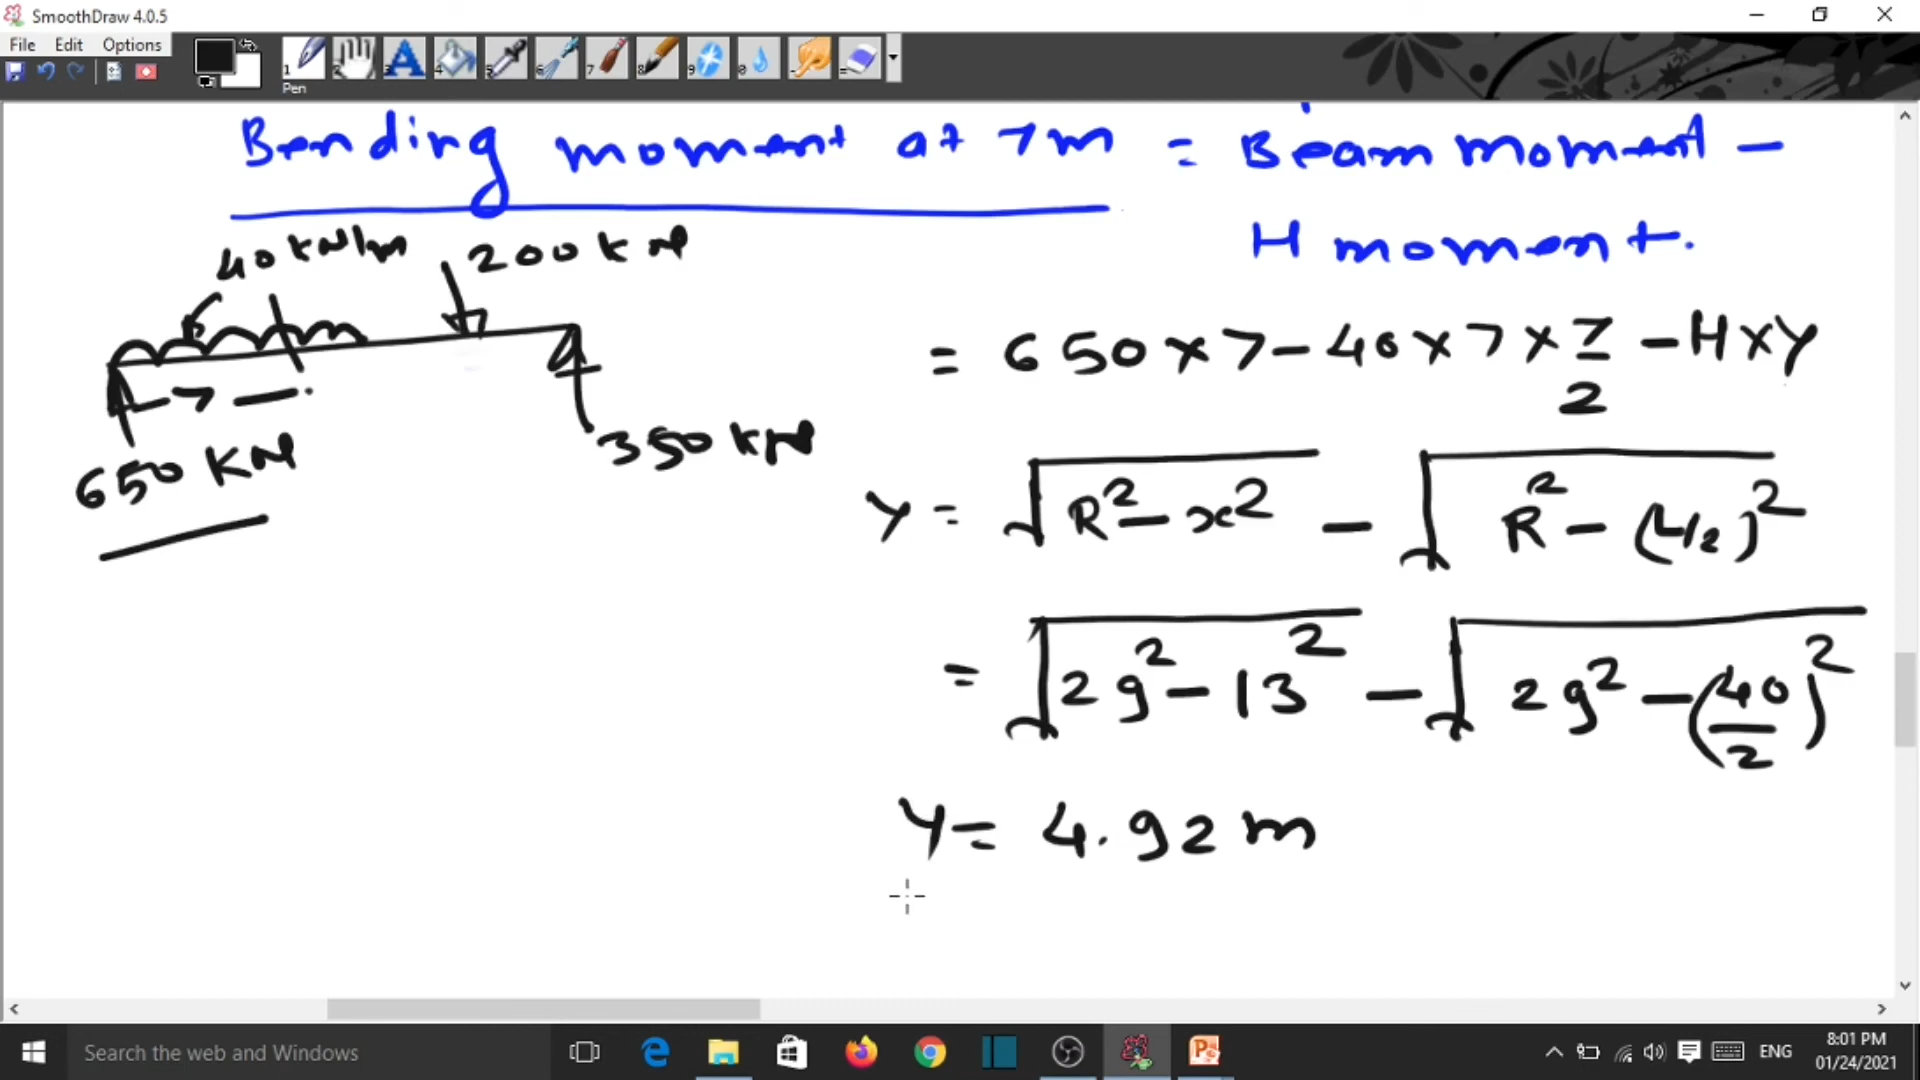 SmoothDraw 4.0.5
File Edit Options
Pen
Bending moment at 7m = Beam moment -
H moment.
40 kN/m
200 KN
= 650 x 7 - 40 x 7 x 7/2 - H x Y
7
650 KN
350 KN
Y = √R² - x² - √R² - (L/2)²
= √29² - 13² - √29² - (40/2)²
Y = 4.92 m
Search the web and Windows
ENG
8:01 PM
01/24/2021